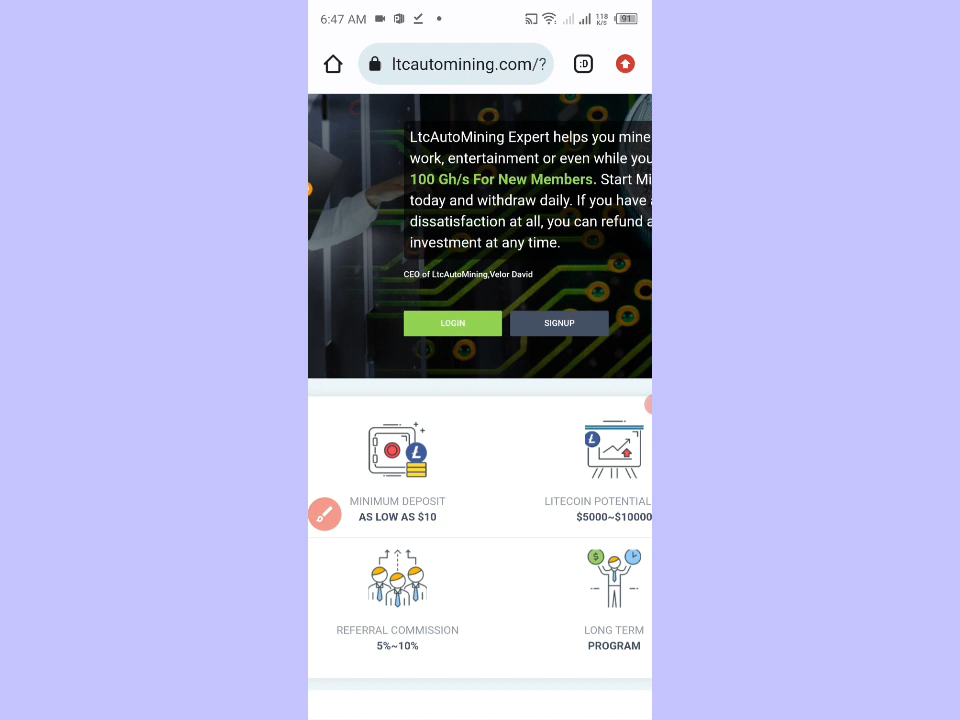 6:47 AM
118 K/S
91
ltcautomining.com/?
:D
LtcAutoMining Expert helps you mine
work, entertainment or even while you
100 Gh/s For New Members. Start Mi
today and withdraw daily. If you have
dissatisfaction at all, you can refund a
investment at any time.
CEO of LtcAutoMining,Velor David
LOGIN
SIGNUP
MINIMUM DEPOSIT
AS LOW AS $10
LITECOIN POTENTIAL
$5000~$10000
REFERRAL COMMISSION
5%~10%
LONG TERM
PROGRAM